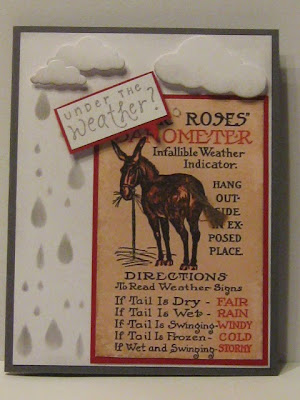 UNDER THE
Weather?
ROSES'
NOMETER
Infallible Weather
Indicator.
HANG
OUT-
SIDE
IN EX-
POSED
PLACE.
DIRECTIONS
To Read Weather Signs
If Tail Is Dry - FAIR
If Tail Is Wet - RAIN
If Tail Is Swinging - WINDY
If Tail Is Frozen - COLD
If Wet and Swinging - STORMY